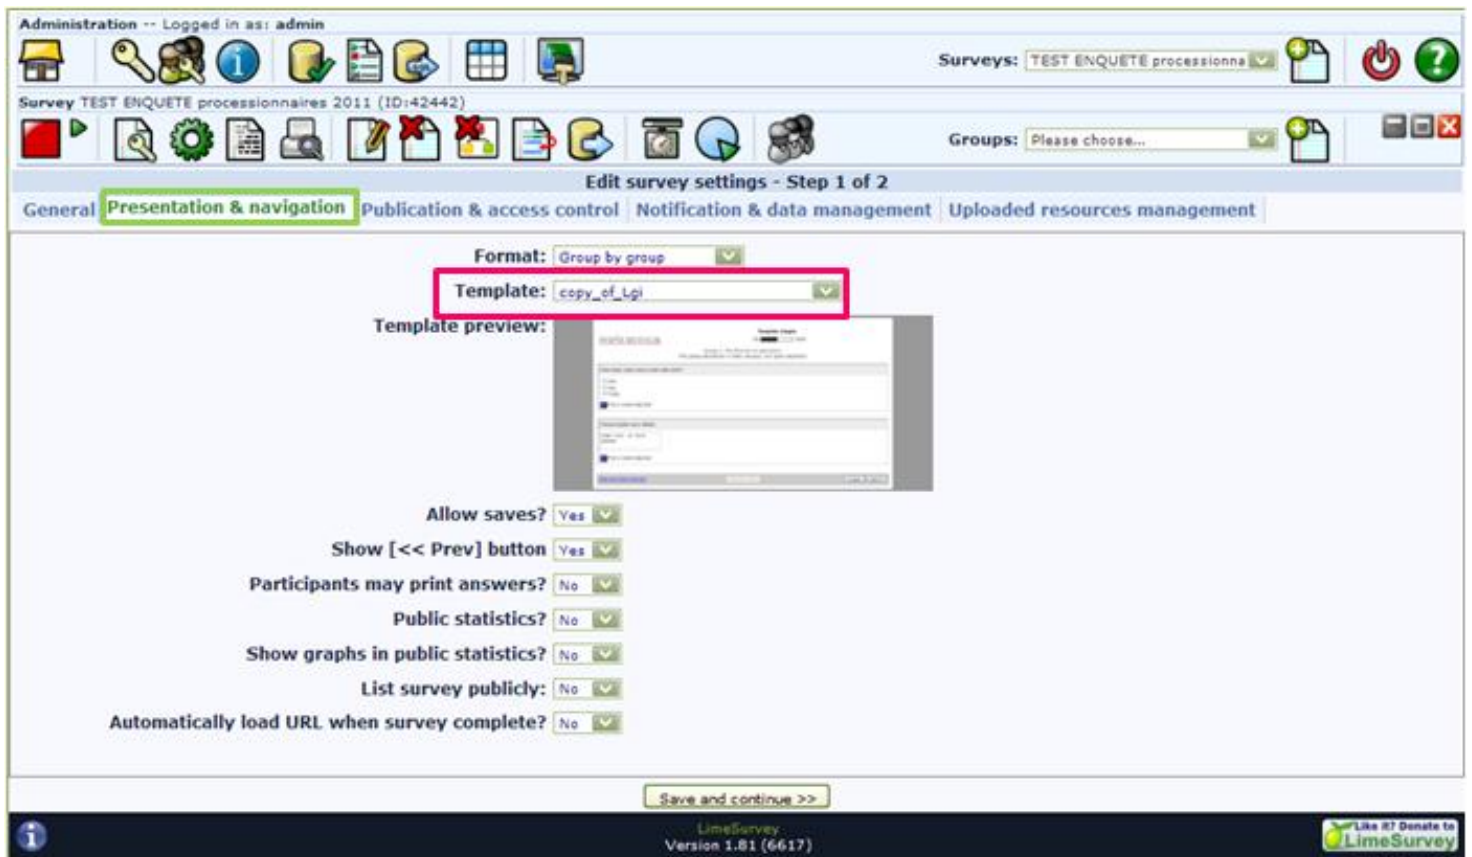 Administration -- Logged in as: admin
Surveys: TEST ENQUETE processionna
Survey TEST ENQUETE processionnaires 2011 (ID:42442)
Groups: Please choose...
Edit survey settings - Step 1 of 2
General Presentation & navigation Publication & access control Notification & data management Uploaded resources management
Format: Group by group
Template: copy_of_Lgi
Template preview:
Allow saves? Yes
Show [<< Prev] button Yes
Participants may print answers? No
Public statistics? No
Show graphs in public statistics? No
List survey publicly: No
Automatically load URL when survey complete? No
Save and continue >>
LimeSurvey
Version 1.81 (6617)
Like it? Donate to
LimeSurvey